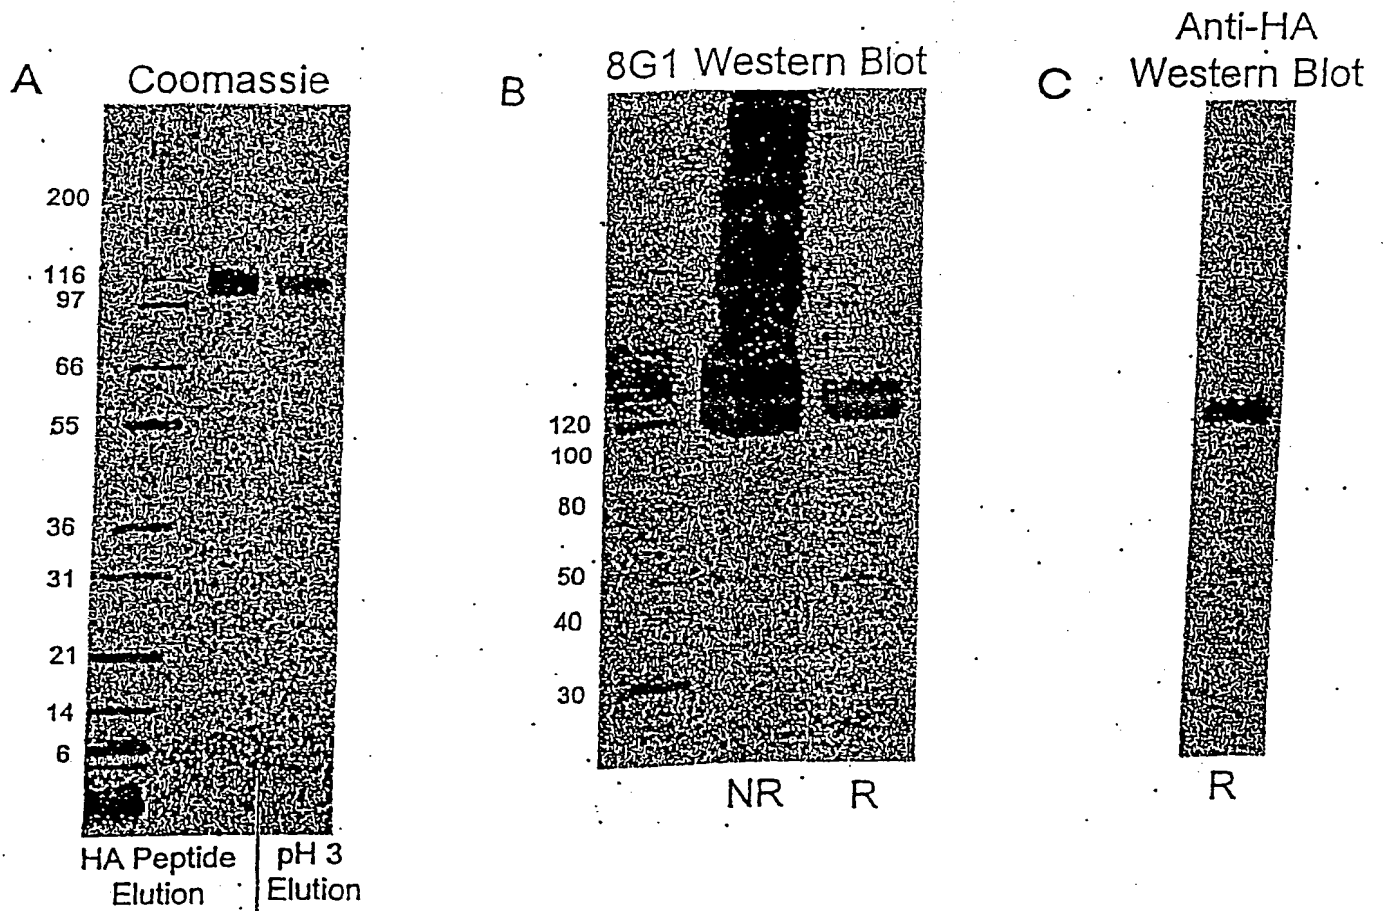 A
Coomassie
200
116
97
66
55
36
31
21
14
6
HA Peptide
Elution
pH 3
Elution
B
8G1 Western Blot
120
100
80
50
40
30
NR
R
C
Anti-HA
Western Blot
R